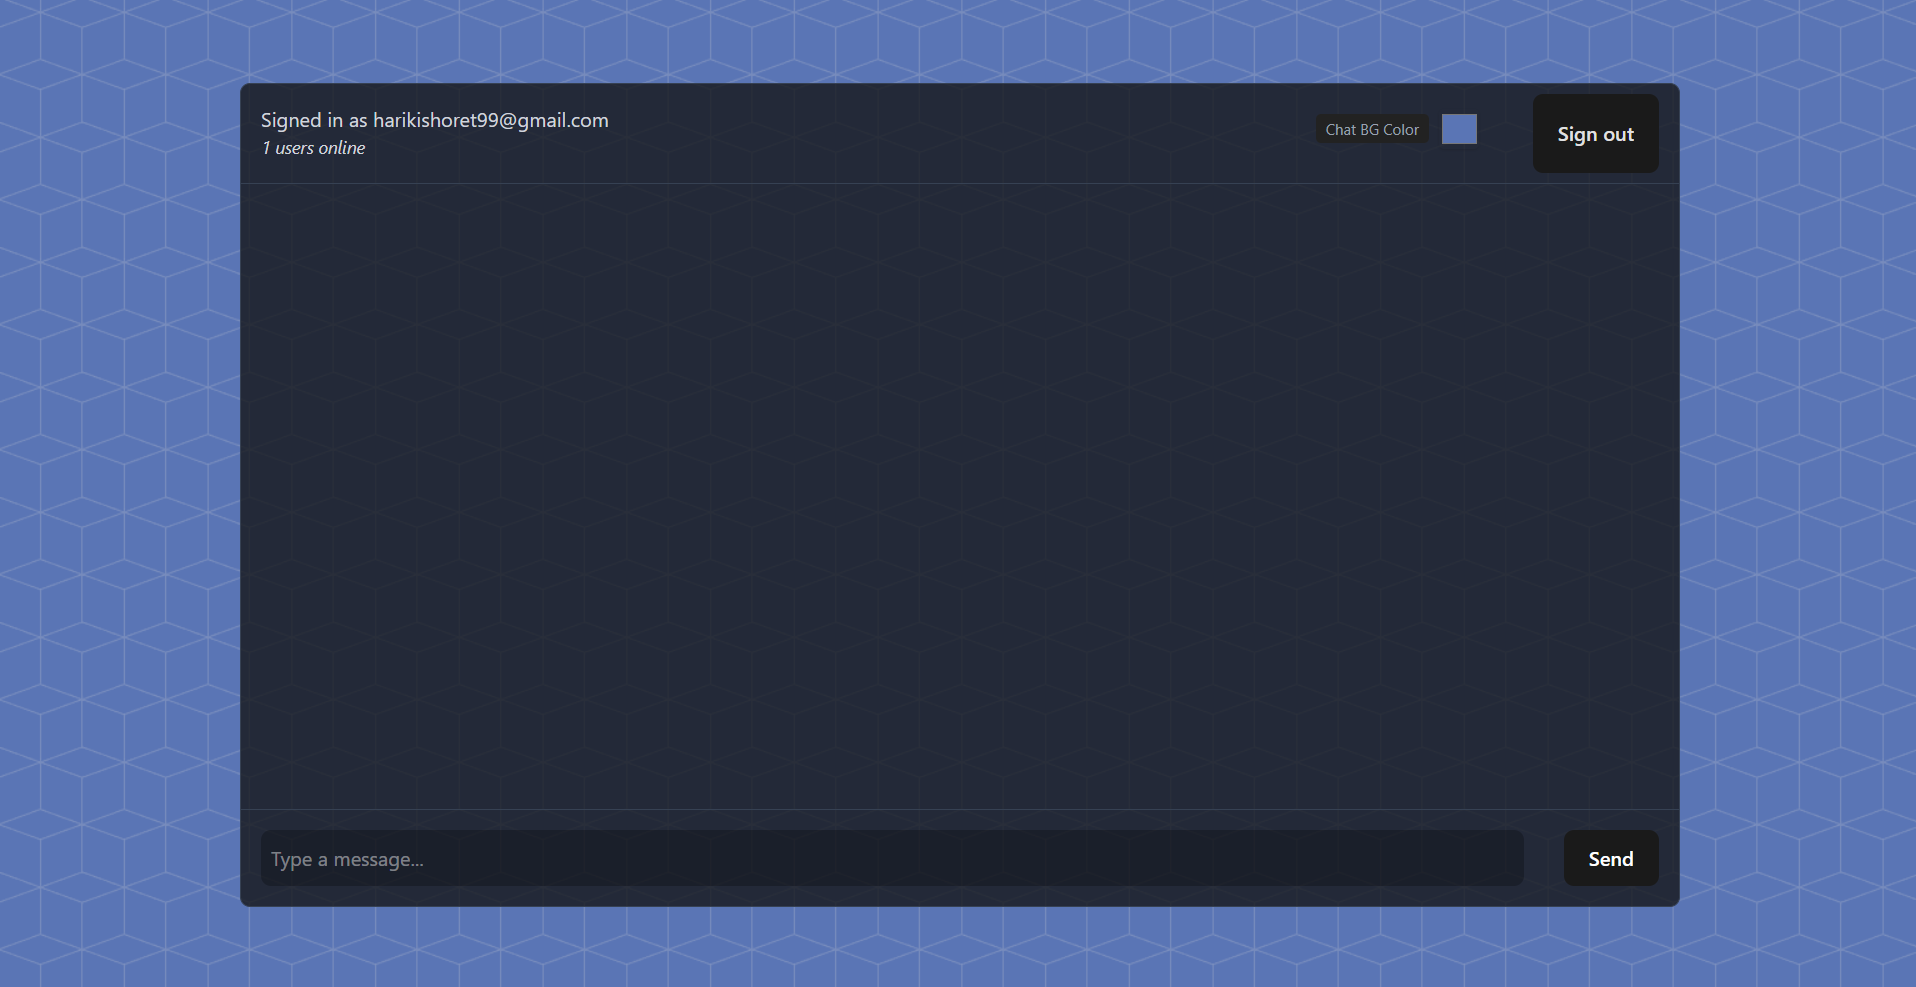 Signed in as harikishoret99@gmail.com
1 users online
Chat BG Color
Sign out
Type a message...
Send